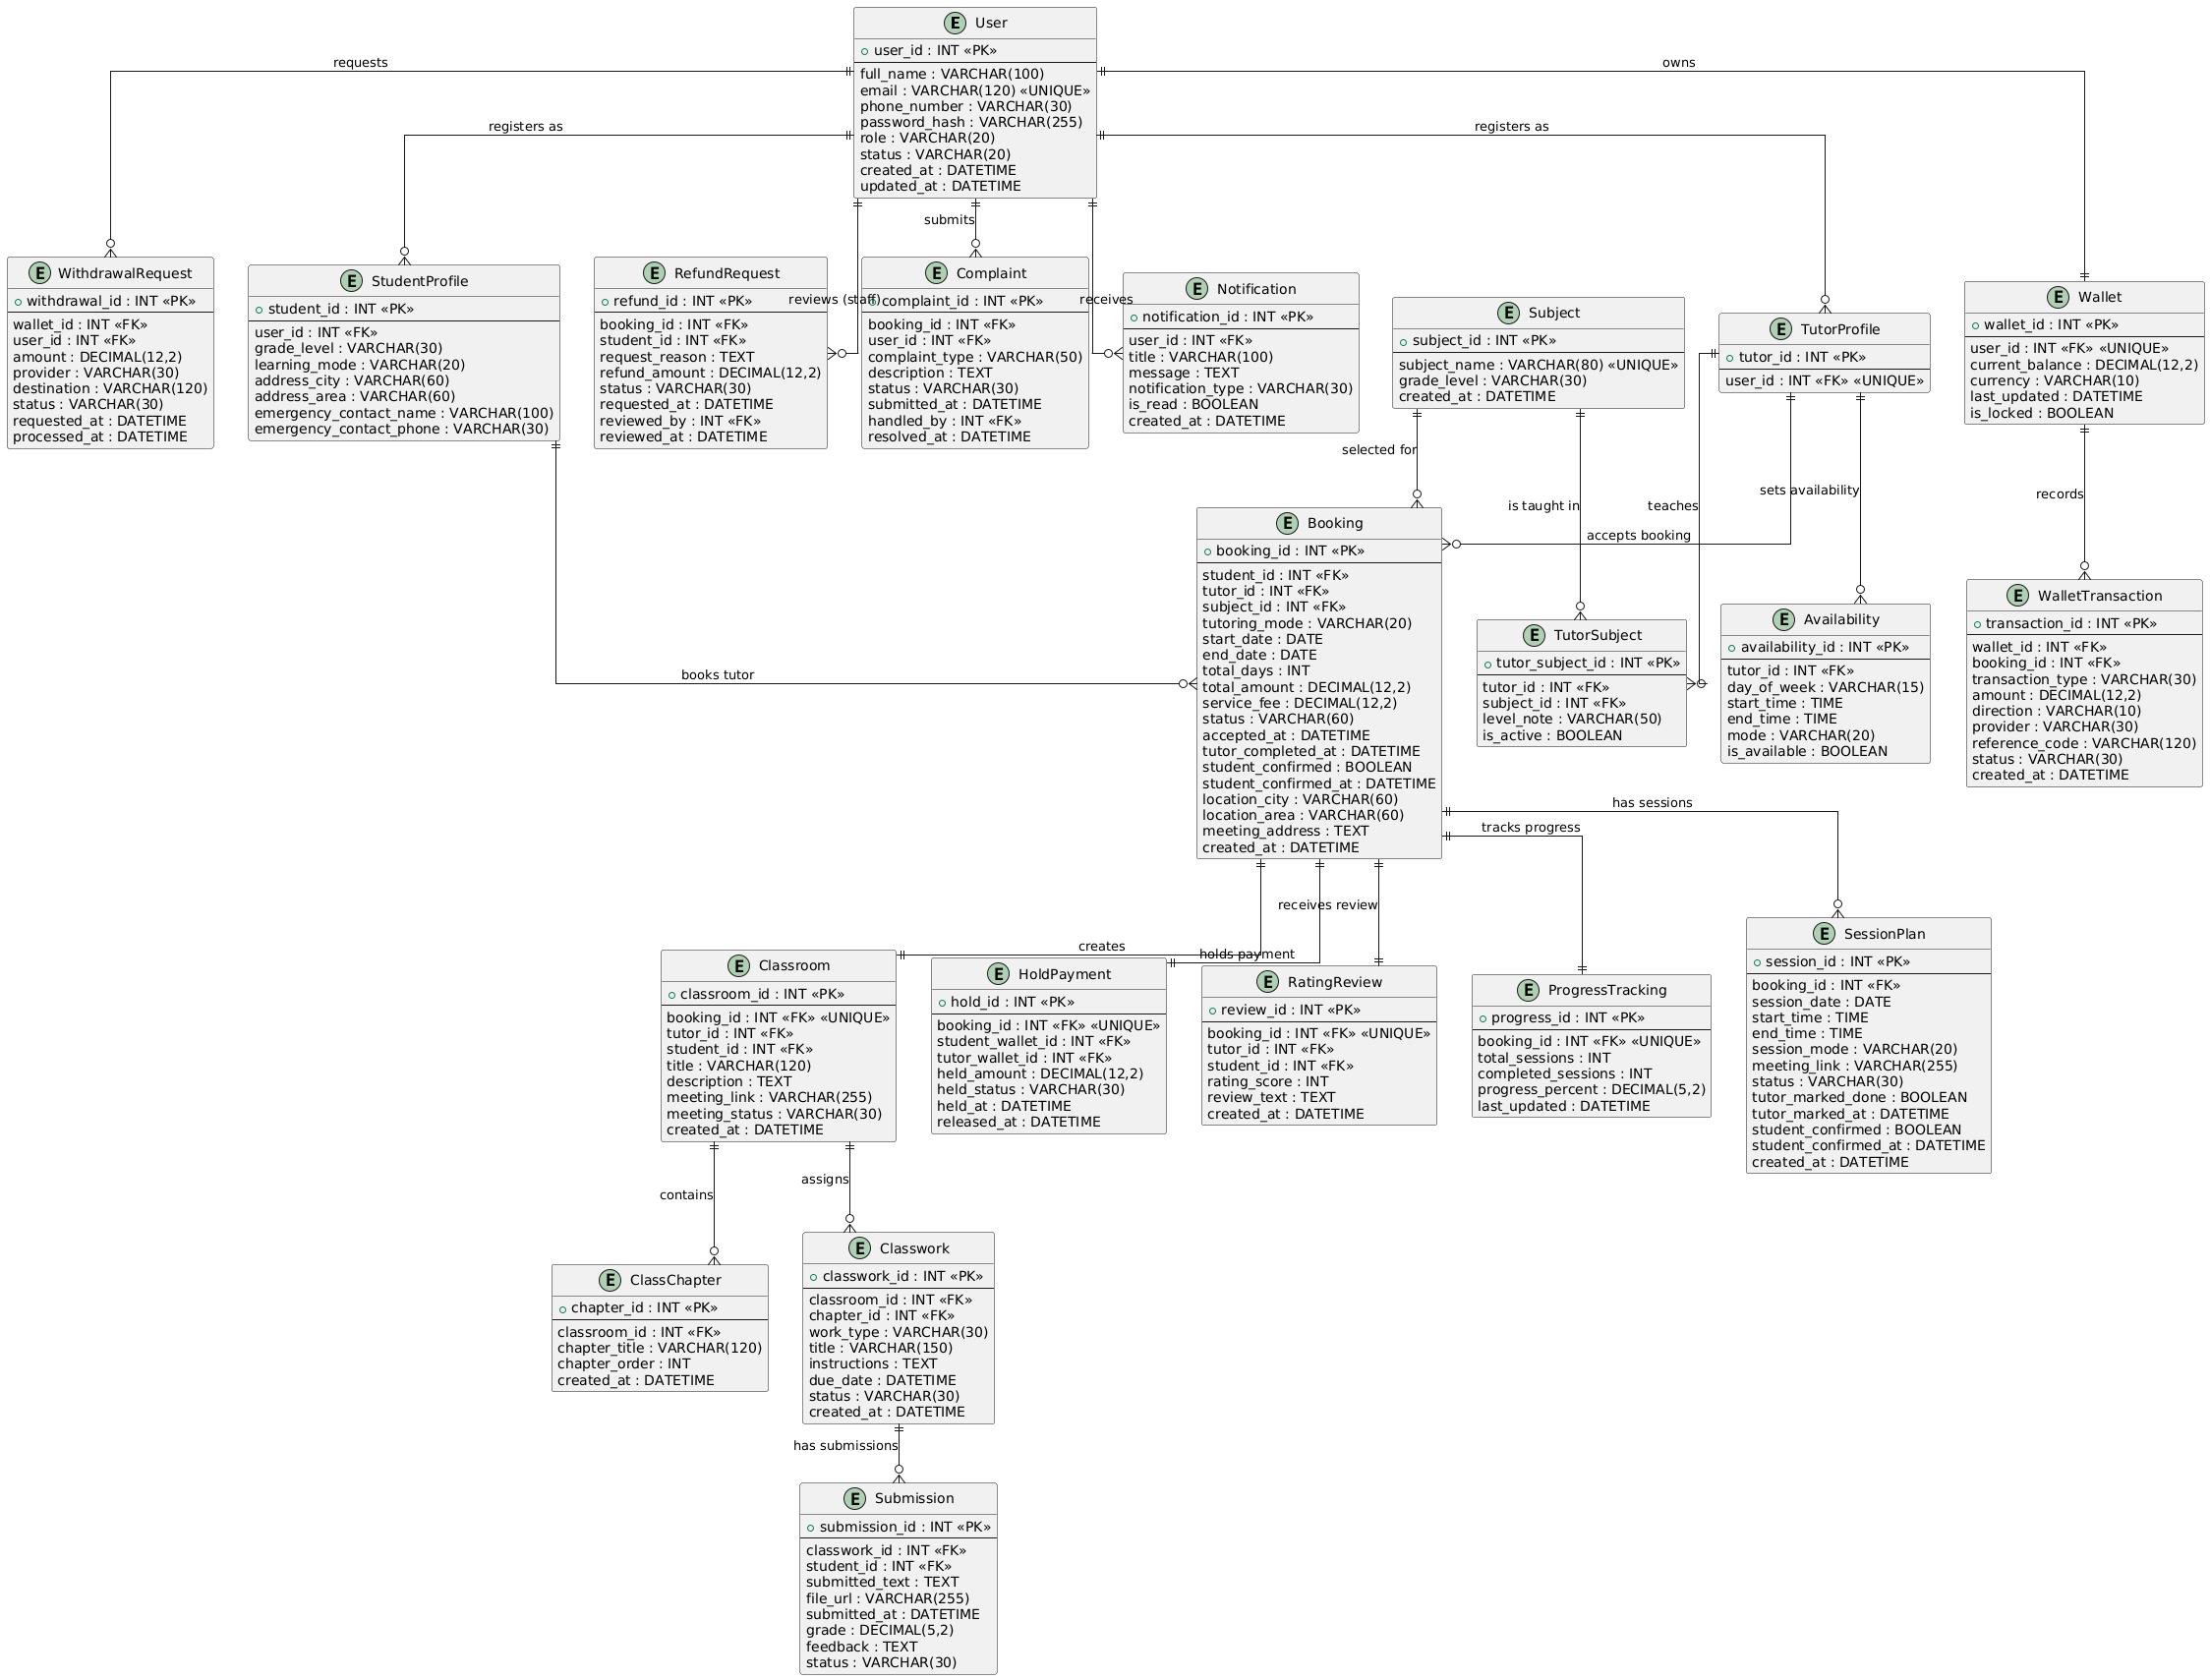 E User
user_id : INT «PK»
full_name : VARCHAR(100)
email : VARCHAR(120) «UNIQUE»
phone_number : VARCHAR(30)
password_hash : VARCHAR(255)
role : VARCHAR(20)
status : VARCHAR(20)
created_at : DATETIME
updated_at : DATETIME
requests
owns
registers as
registers as
submits
reviews (staff)
receives
E WithdrawalRequest
withdrawal_id : INT «PK»
wallet_id : INT «FK»
user_id : INT «FK»
amount : DECIMAL(12,2)
provider : VARCHAR(30)
destination : VARCHAR(120)
status : VARCHAR(30)
requested_at : DATETIME
processed_at : DATETIME
E StudentProfile
student_id : INT «PK»
user_id : INT «FK»
grade_level : VARCHAR(30)
learning_mode : VARCHAR(20)
address_city : VARCHAR(60)
address_area : VARCHAR(60)
emergency_contact_name : VARCHAR(100)
emergency_contact_phone : VARCHAR(30)
E RefundRequest
refund_id : INT «PK»
booking_id : INT «FK»
student_id : INT «FK»
request_reason : TEXT
refund_amount : DECIMAL(12,2)
status : VARCHAR(30)
requested_at : DATETIME
reviewed_by : INT «FK»
reviewed_at : DATETIME
E Complaint
complaint_id : INT «PK»
booking_id : INT «FK»
user_id : INT «FK»
complaint_type : VARCHAR(50)
description : TEXT
status : VARCHAR(30)
submitted_at : DATETIME
handled_by : INT «FK»
resolved_at : DATETIME
E Notification
notification_id : INT «PK»
user_id : INT «FK»
title : VARCHAR(100)
message : TEXT
notification_type : VARCHAR(30)
is_read : BOOLEAN
created_at : DATETIME
E Subject
subject_id : INT «PK»
subject_name : VARCHAR(80) «UNIQUE»
grade_level : VARCHAR(30)
created_at : DATETIME
E TutorProfile
tutor_id : INT «PK»
user_id : INT «FK» «UNIQUE»
E Wallet
wallet_id : INT «PK»
user_id : INT «FK» «UNIQUE»
current_balance : DECIMAL(12,2)
currency : VARCHAR(10)
last_updated : DATETIME
is_locked : BOOLEAN
selected for
is taught in
teaches
sets availability
accepts booking
records
books tutor
E Booking
booking_id : INT «PK»
student_id : INT «FK»
tutor_id : INT «FK»
subject_id : INT «FK»
tutoring_mode : VARCHAR(20)
start_date : DATE
end_date : DATE
total_days : INT
total_amount : DECIMAL(12,2)
service_fee : DECIMAL(12,2)
status : VARCHAR(60)
accepted_at : DATETIME
tutor_completed_at : DATETIME
student_confirmed : BOOLEAN
student_confirmed_at : DATETIME
location_city : VARCHAR(60)
location_area : VARCHAR(60)
meeting_address : TEXT
created_at : DATETIME
E TutorSubject
tutor_subject_id : INT «PK»
tutor_id : INT «FK»
subject_id : INT «FK»
level_note : VARCHAR(50)
is_active : BOOLEAN
E Availability
availability_id : INT «PK»
tutor_id : INT «FK»
day_of_week : VARCHAR(15)
start_time : TIME
end_time : TIME
mode : VARCHAR(20)
is_available : BOOLEAN
E WalletTransaction
transaction_id : INT «PK»
wallet_id : INT «FK»
booking_id : INT «FK»
transaction_type : VARCHAR(30)
amount : DECIMAL(12,2)
direction : VARCHAR(10)
provider : VARCHAR(30)
reference_code : VARCHAR(120)
status : VARCHAR(30)
created_at : DATETIME
has sessions
tracks progress
receives review
creates
holds payment
E Classroom
classroom_id : INT «PK»
booking_id : INT «FK» «UNIQUE»
tutor_id : INT «FK»
student_id : INT «FK»
title : VARCHAR(120)
description : TEXT
meeting_link : VARCHAR(255)
meeting_status : VARCHAR(30)
created_at : DATETIME
E HoldPayment
hold_id : INT «PK»
booking_id : INT «FK» «UNIQUE»
student_wallet_id : INT «FK»
tutor_wallet_id : INT «FK»
held_amount : DECIMAL(12,2)
held_status : VARCHAR(30)
held_at : DATETIME
released_at : DATETIME
E RatingReview
review_id : INT «PK»
booking_id : INT «FK» «UNIQUE»
tutor_id : INT «FK»
student_id : INT «FK»
rating_score : INT
review_text : TEXT
created_at : DATETIME
E ProgressTracking
progress_id : INT «PK»
booking_id : INT «FK» «UNIQUE»
total_sessions : INT
completed_sessions : INT
progress_percent : DECIMAL(5,2)
last_updated : DATETIME
E SessionPlan
session_id : INT «PK»
booking_id : INT «FK»
session_date : DATE
start_time : TIME
end_time : TIME
session_mode : VARCHAR(20)
meeting_link : VARCHAR(255)
status : VARCHAR(30)
tutor_marked_done : BOOLEAN
tutor_marked_at : DATETIME
student_confirmed : BOOLEAN
student_confirmed_at : DATETIME
created_at : DATETIME
contains
assigns
E ClassChapter
chapter_id : INT «PK»
classroom_id : INT «FK»
chapter_title : VARCHAR(120)
chapter_order : INT
created_at : DATETIME
E Classwork
classwork_id : INT «PK»
classroom_id : INT «FK»
chapter_id : INT «FK»
work_type : VARCHAR(30)
title : VARCHAR(150)
instructions : TEXT
due_date : DATETIME
status : VARCHAR(30)
created_at : DATETIME
has submissions
E Submission
submission_id : INT «PK»
classwork_id : INT «FK»
student_id : INT «FK»
submitted_text : TEXT
file_url : VARCHAR(255)
submitted_at : DATETIME
grade : DECIMAL(5,2)
feedback : TEXT
status : VARCHAR(30)